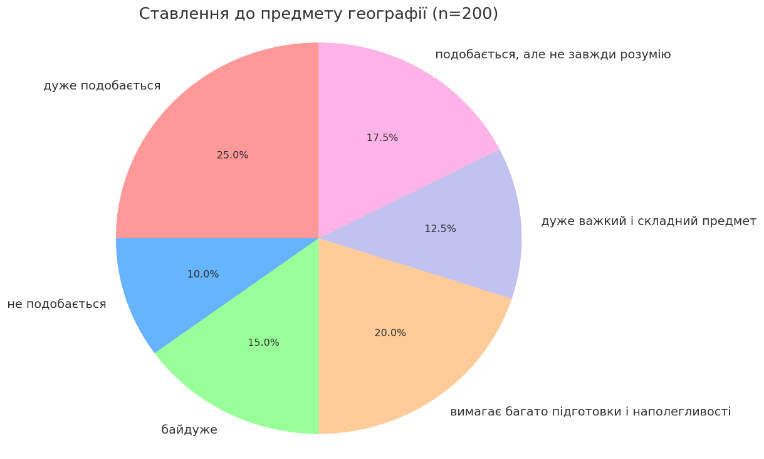 Ставлення до предмету географії (n=200)
подобається, але не завжди розумію
дуже подобається
17.5%
25.0%
дуже важкий і складний предмет
12.5%
10.0%
не подобається
20.0%
15.0%
вимагає багато підготовки і наполегливості
байдуже